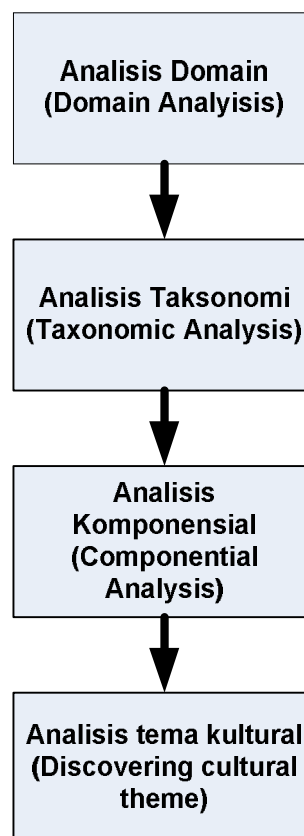 Analisis Domain
(Domain Analyisis)
Analisis Taksonomi
(Taxonomic Analysis)
Analisis
Komponensial
(Componential
Analysis)
Analisis tema kultural
(Discovering cultural
theme)